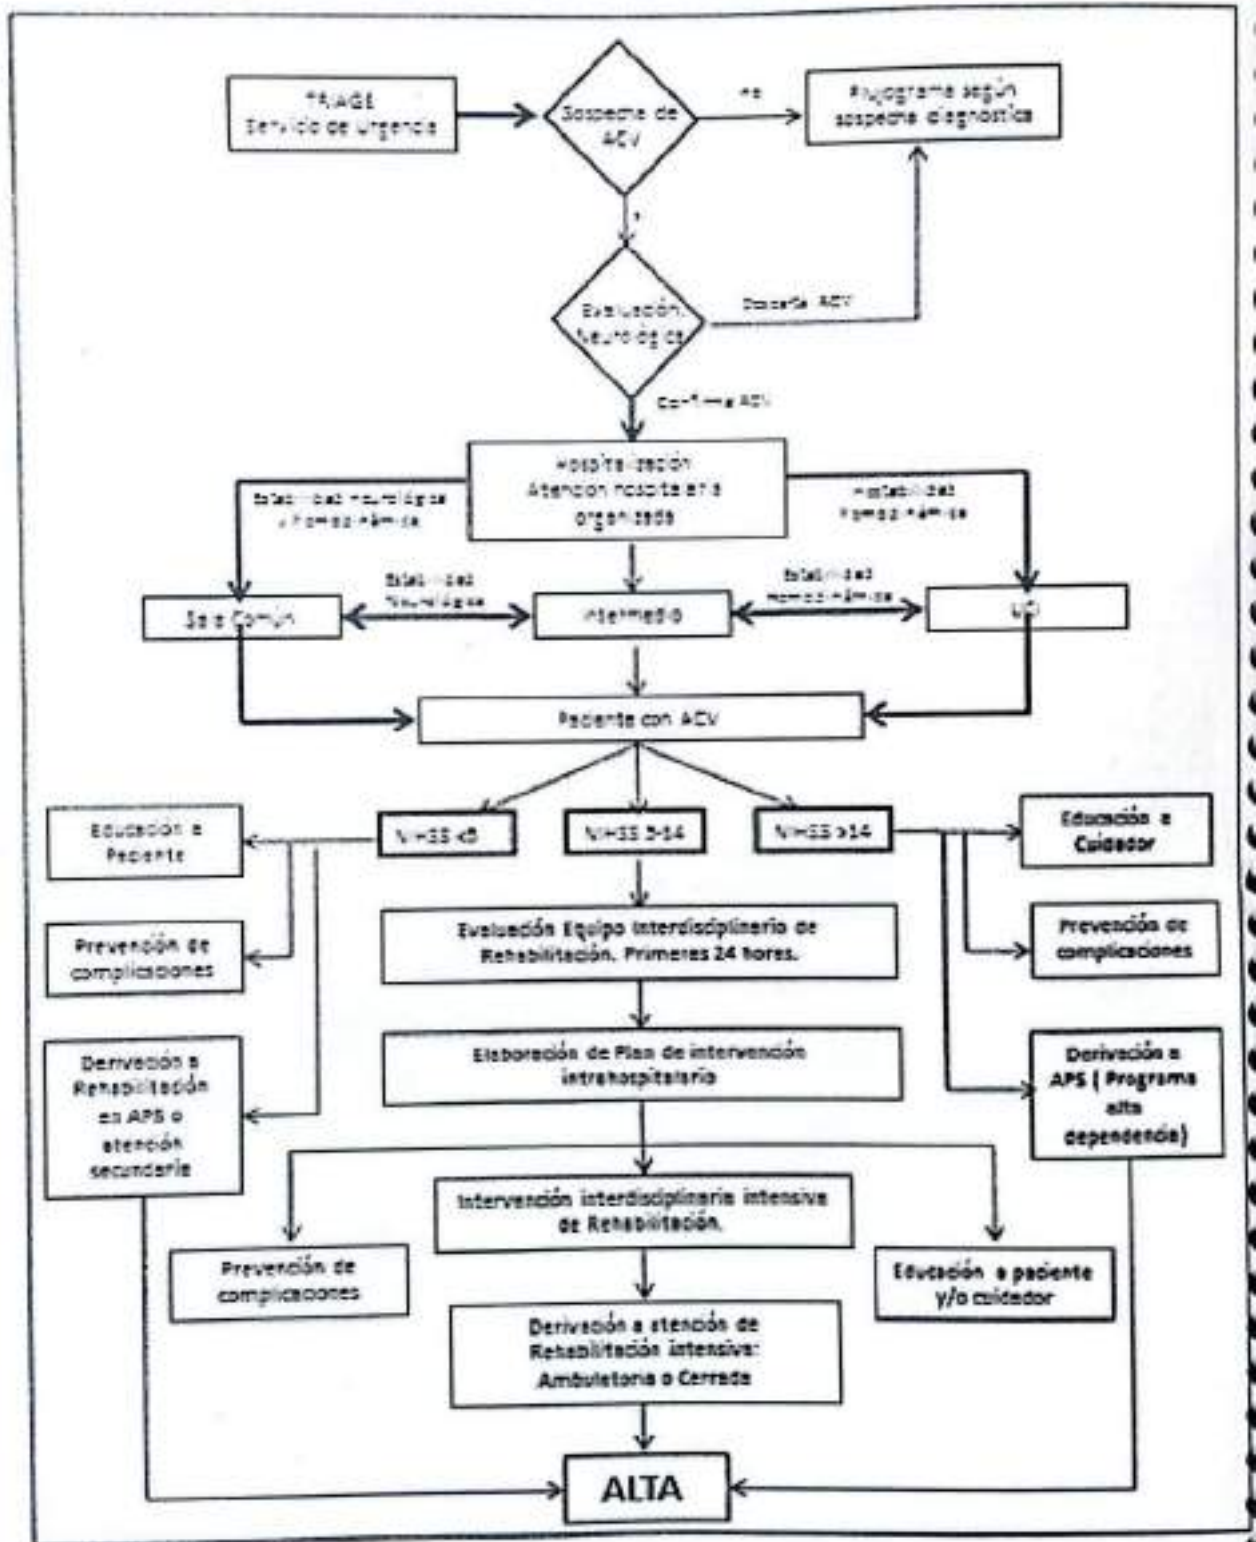 TRIAGE
Servicio de Urgencia
Sospecha de
ACV
no
Flujograma según
sospecha diagnóstica
Evaluación
Neurológica
Descarta ACV
Confirma ACV
Hospitalización
Atención hospitalaria
organizada
Estabilidad Neurológica
y Hemodinámica
Inestabilidad
Hemodinámica
Estabilidad
Neurológica
Estabilidad
Hemodinámica
Sala Común
Intermedio
UCI
Paciente con ACV
Educación a
Paciente
NIHSS <5
NIHSS 5-14
NIHSS >14
Educación a
Cuidador
Prevención de
complicaciones
Evaluación Equipo Interdisciplinario de
Rehabilitación. Primeras 24 horas.
Prevención de
complicaciones
Derivación a
Rehabilitación
en APS o
atención
secundaria
Elaboración de Plan de intervención
intrahospitalario
Derivación a
APS ( Programa
alta
dependencia)
Intervención interdisciplinaria intensiva
de Rehabilitación.
Prevención de
complicaciones
Educación a paciente
y/o cuidador
Derivación a atención de
Rehabilitación intensiva:
Ambulatoria o Cerrada
ALTA